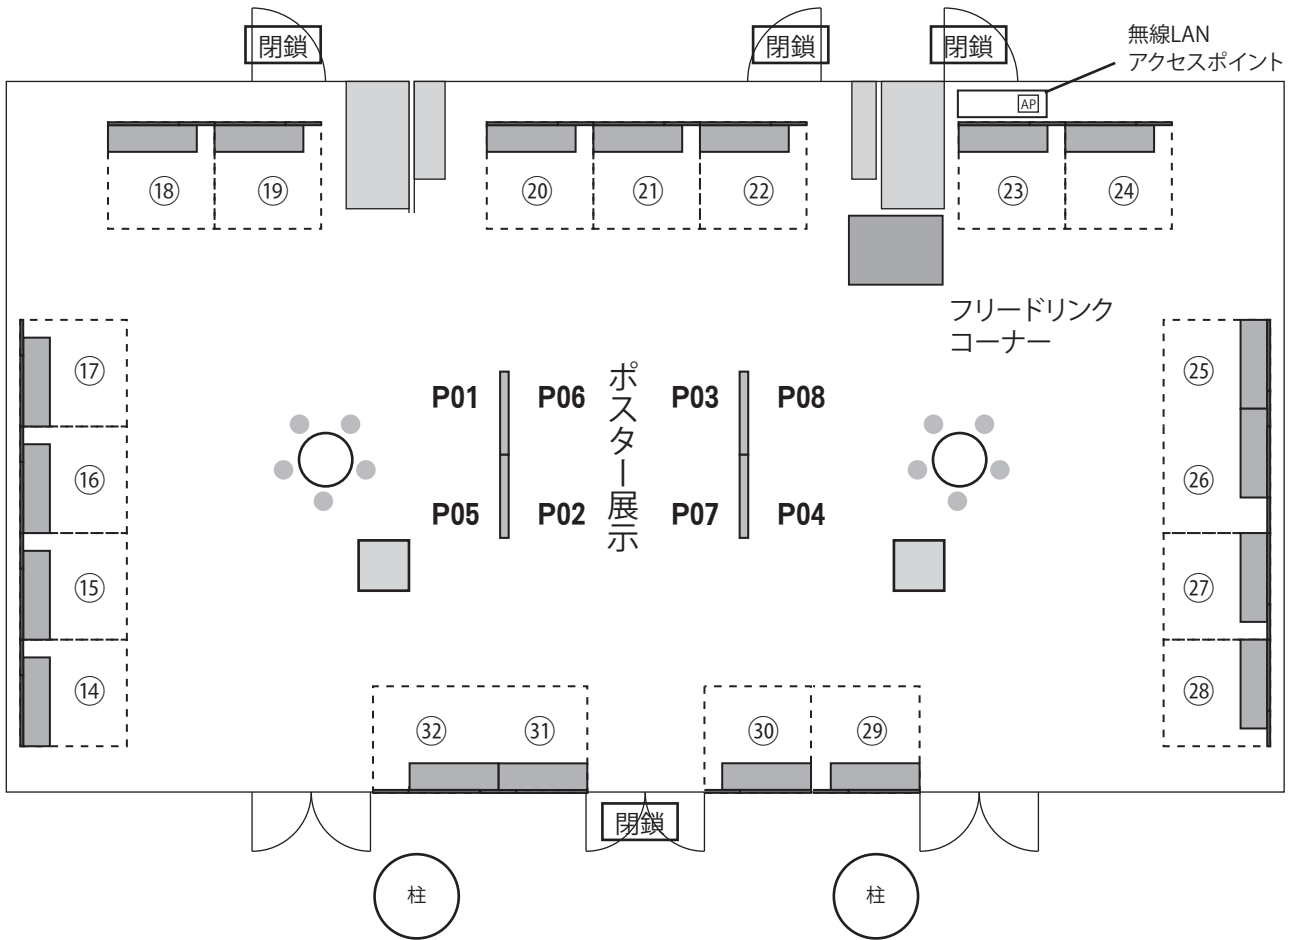 閉鎖
閉鎖
閉鎖
無線LAN
アクセスポイント
AP
⑱
⑲
⑳
㉑
㉒
㉓
㉔
フリードリンク
コーナー
⑰
⑯
⑮
⑭
P01
P06
P05
P02
ポスター展示
P03
P08
P07
P04
㉕
㉖
㉗
㉘
㉜
㉛
㉚
㉙
閉鎖
柱
柱